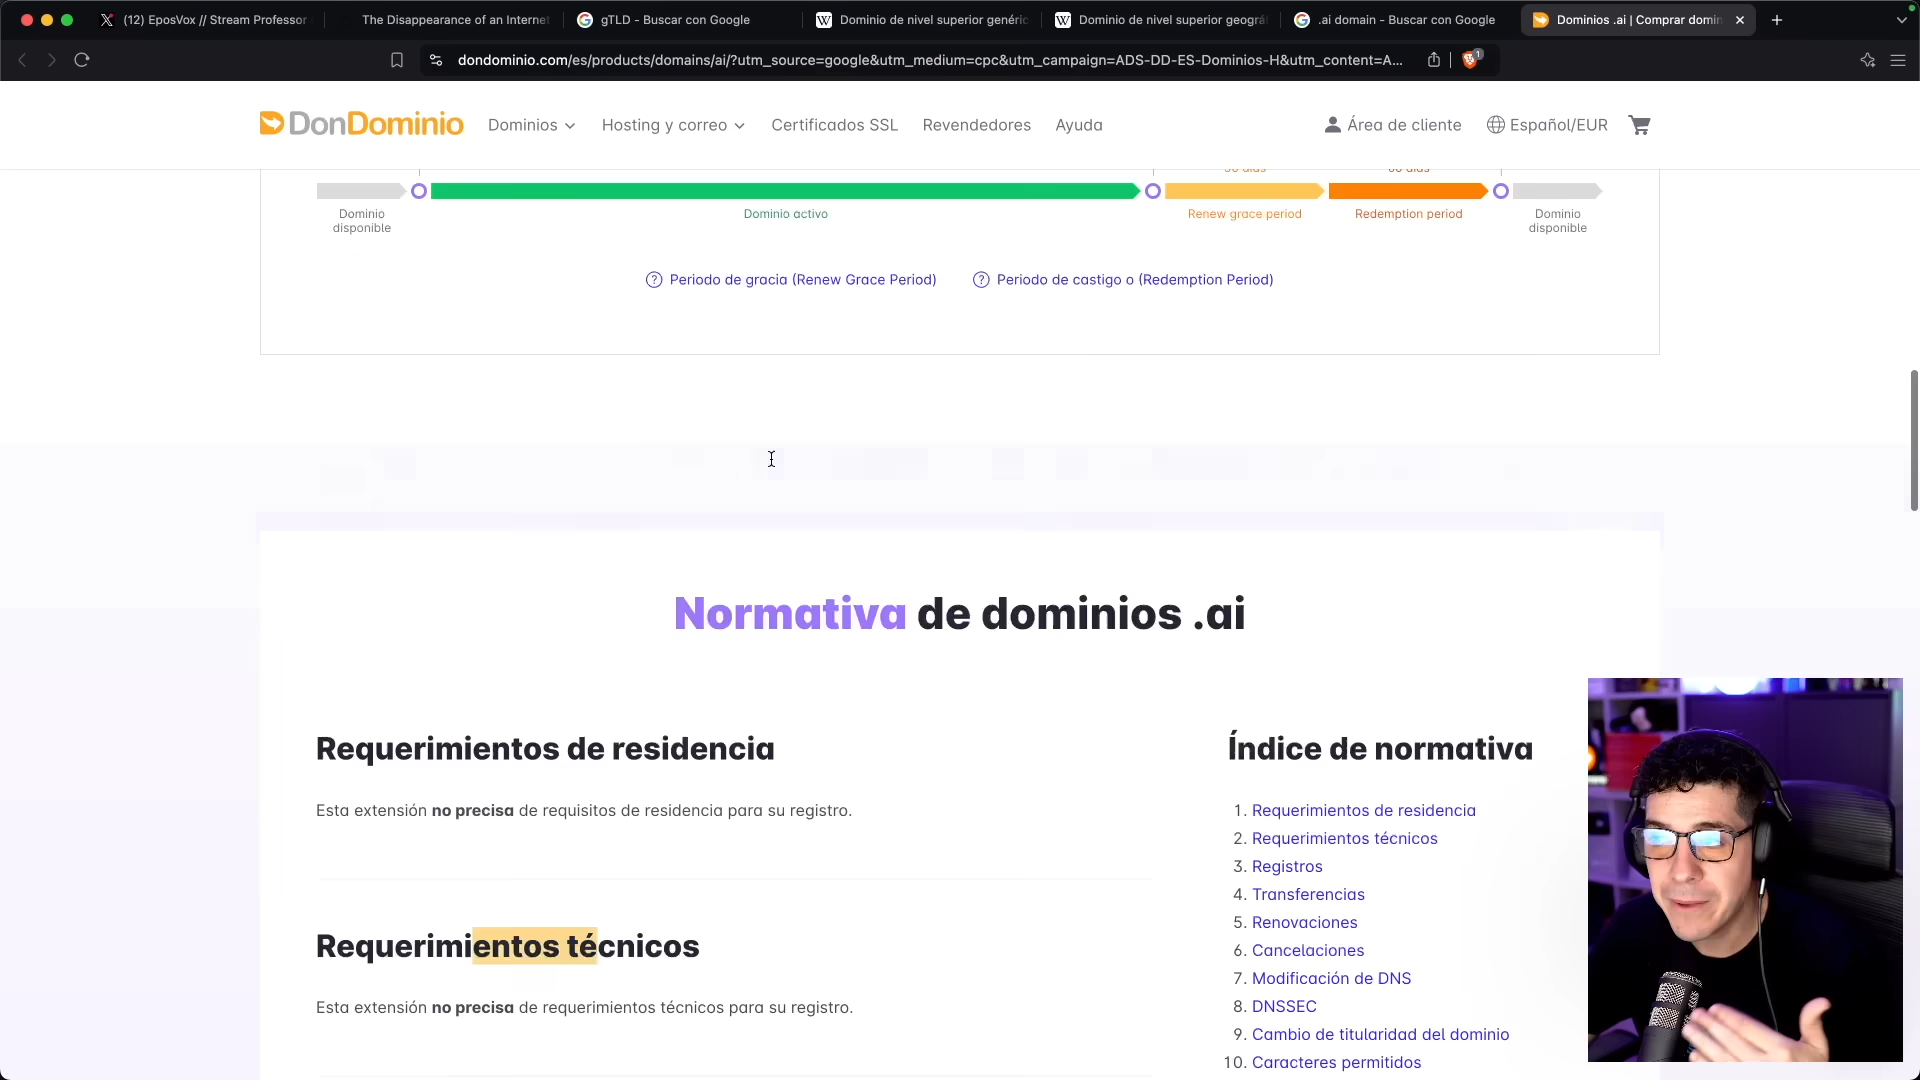 (12) EposVox // Stream Professor
The Disappearance of an Internet
gTLD - Buscar con Google
Dominio de nivel superior genéric
Dominio de nivel superior geográf
.ai domain - Buscar con Google
Dominios .ai | Comprar domin
dondominio.com/es/products/domains/ai/?utm_source=google&utm_medium=cpc&utm_campaign=ADS-DD-ES-Dominios-H&utm_content=A...
1
DonDominio
Dominios
Hosting y correo
Certificados SSL
Revendedores
Ayuda
Área de cliente
Español/EUR
Dominio
disponible
Dominio activo
Renew grace period
Redemption period
Dominio
disponible
Periodo de gracia (Renew Grace Period)
Periodo de castigo o (Redemption Period)
Normativa de dominios .ai
Requerimientos de residencia
Esta extensión no precisa de requisitos de residencia para su registro.
Requerimientos técnicos
Esta extensión no precisa de requerimientos técnicos para su registro.
Índice de normativa
1. Requerimientos de residencia
2. Requerimientos técnicos
3. Registros
4. Transferencias
5. Renovaciones
6. Cancelaciones
7. Modificación de DNS
8. DNSSEC
9. Cambio de titularidad del dominio
10. Caracteres permitidos